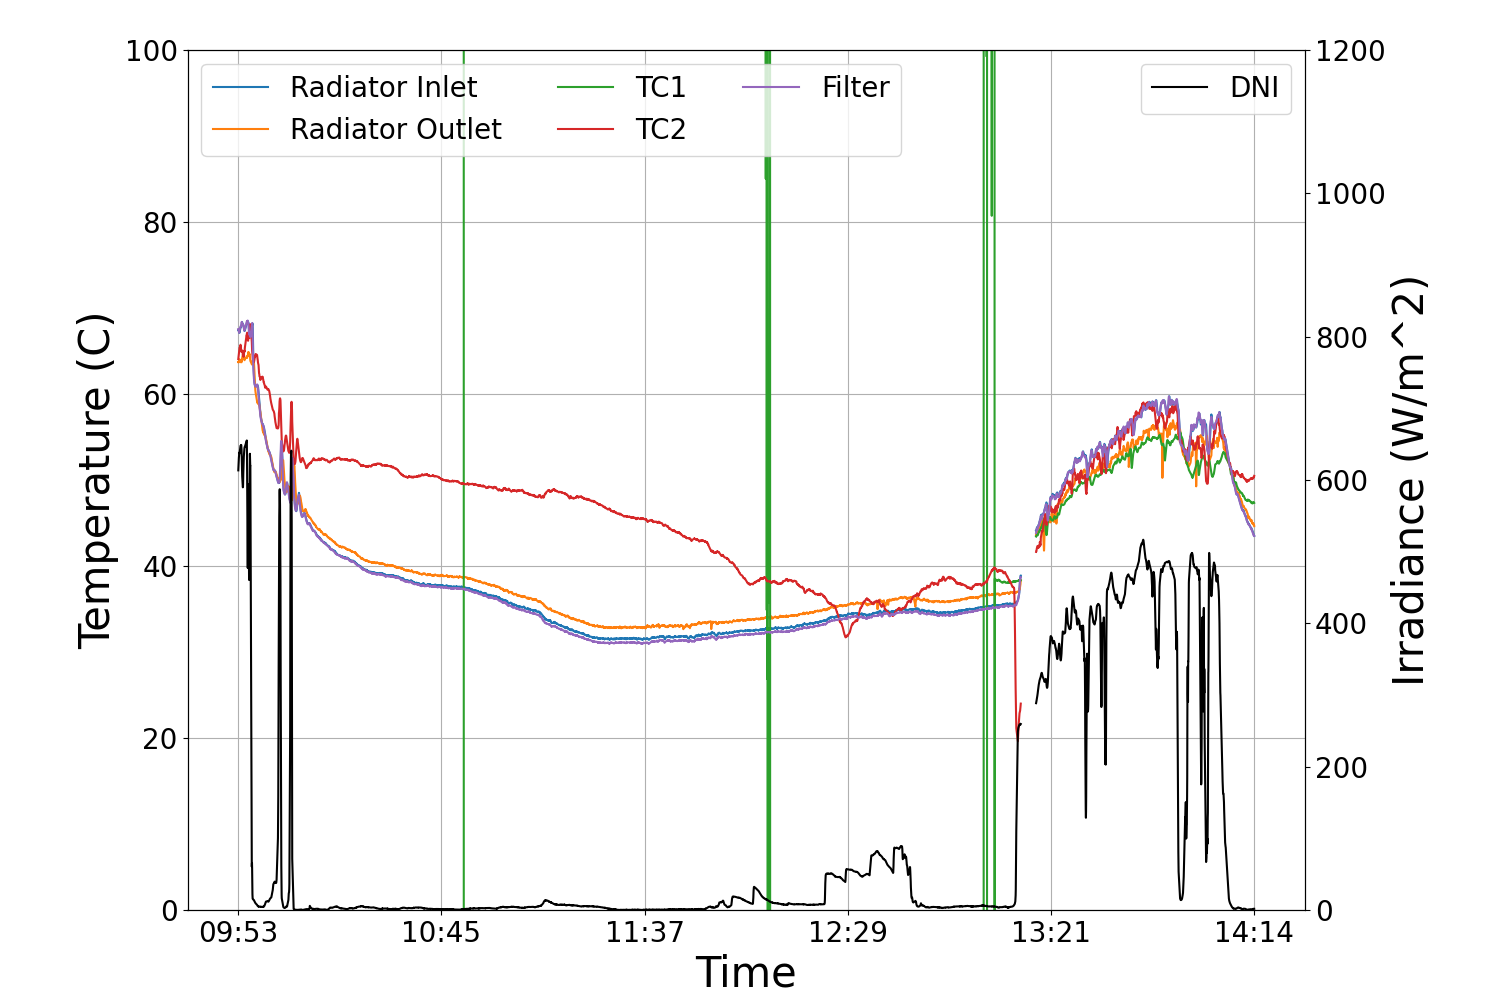 100
80
60
40
20
0
Temperature (C)
Radiator Inlet
Radiator Outlet
TC1
TC2
Filter
DNI
1200
1000
800
600
400
200
0
Irradiance (W/m^2)
09:53 10:45 11:37 12:29 13:21 14:14
Time